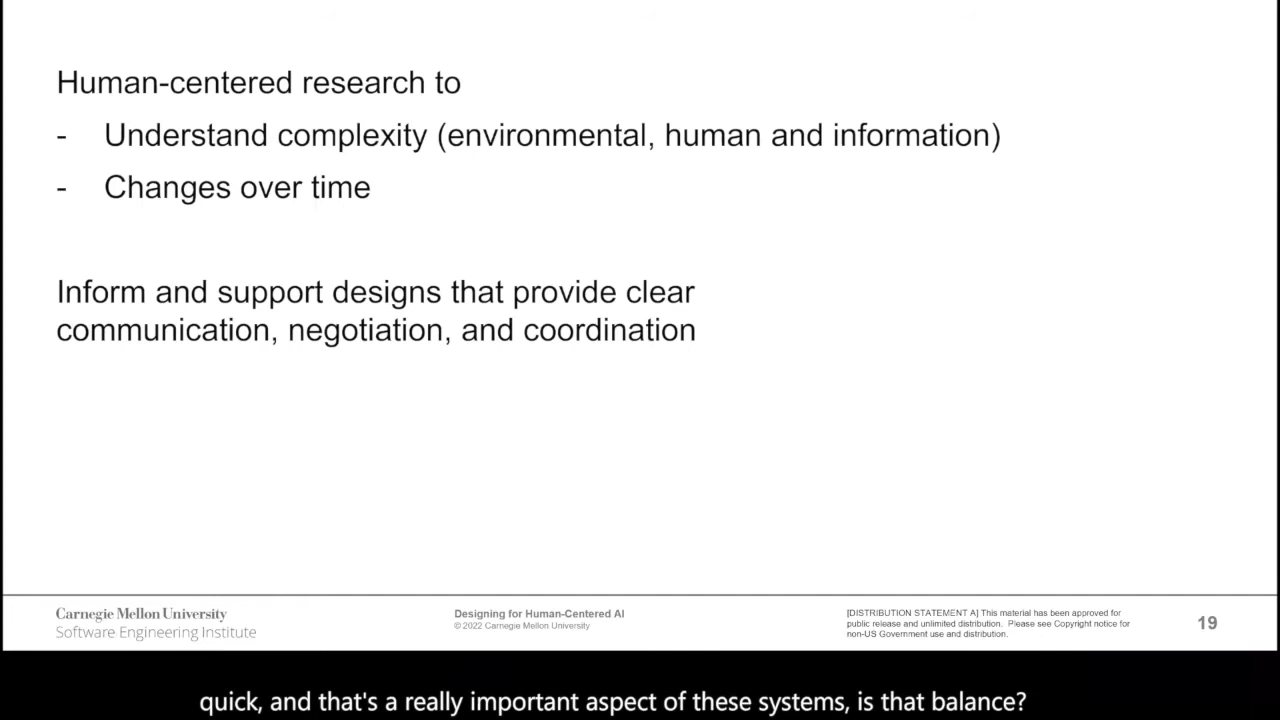 Human-centered research to
- Understand complexity (environmental, human and information)
- Changes over time
Inform and support designs that provide clear
communication, negotiation, and coordination
Carnegie Mellon University
Software Engineering Institute
Designing for Human-Centered AI
© 2022 Carnegie Mellon University
[DISTRIBUTION STATEMENT A] This material has been approved for
public release and unlimited distribution. Please see Copyright notice for
non-US Government use and distribution.
19
quick, and that's a really important aspect of these systems, is that balance?